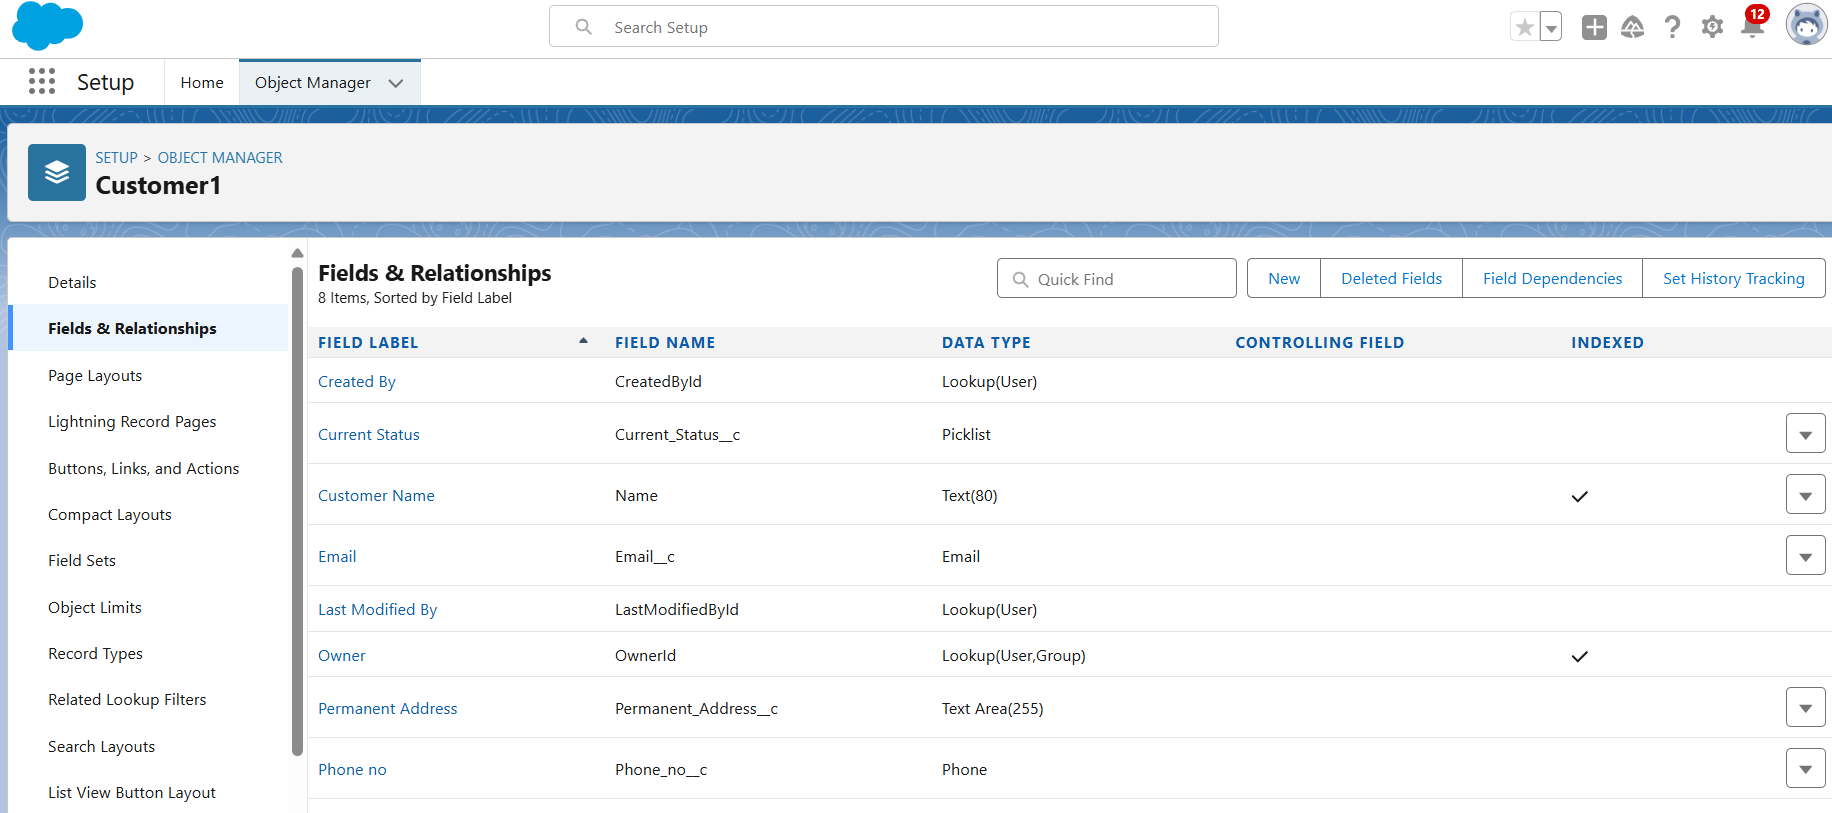 Search Setup
12
Setup
Home
Object Manager
SETUP > OBJECT MANAGER
Customer1
Details
Fields & Relationships
Page Layouts
Lightning Record Pages
Buttons, Links, and Actions
Compact Layouts
Field Sets
Object Limits
Record Types
Related Lookup Filters
Search Layouts
List View Button Layout
Fields & Relationships
8 Items, Sorted by Field Label
Quick Find
New
Deleted Fields
Field Dependencies
Set History Tracking
FIELD LABEL FIELD NAME DATA TYPE CONTROLLING FIELD INDEXED
Created By CreatedById Lookup(User)
Current Status Current_Status__c Picklist
Customer Name Name Text(80)
Email Email__c Email
Last Modified By LastModifiedById Lookup(User)
Owner OwnerId Lookup(User,Group)
Permanent Address Permanent_Address__c Text Area(255)
Phone no Phone_no__c Phone